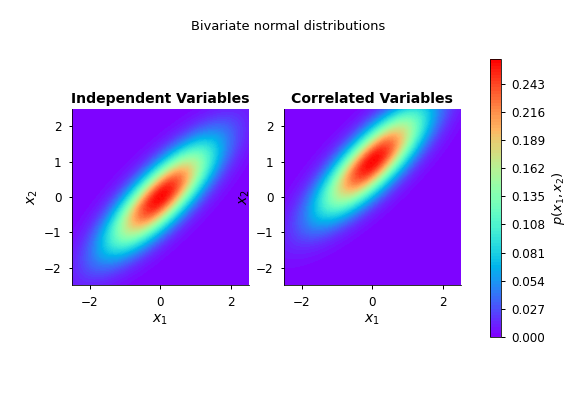 Bivariate normal distributions
Independent Variables
Correlated Variables
2
1
0
−1
−2
x₂
−2 0 2
x₁
2
1
0
−1
−2
x₂
−2 0 2
x₁
0.243
0.216
0.189
0.162
0.135
0.108
0.081
0.054
0.027
0.000
p(x₁, x₂)